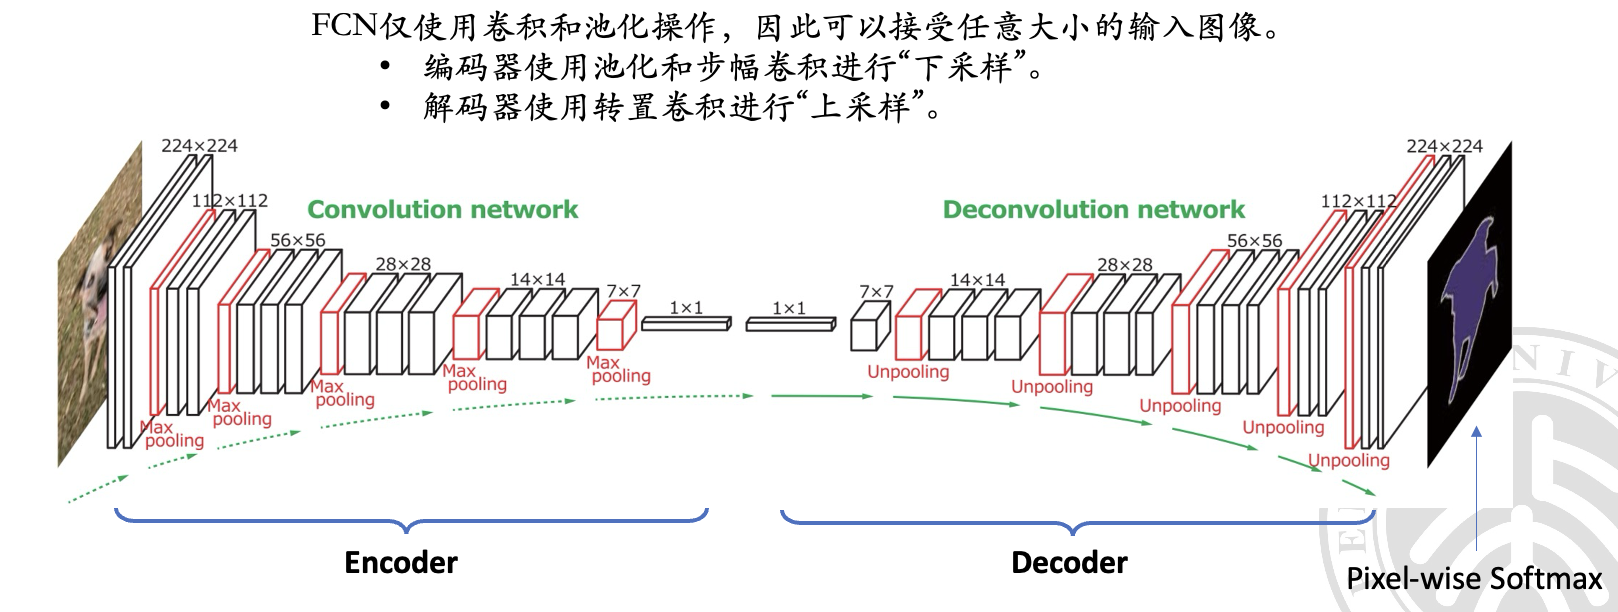 FCN仅使用卷积和池化操作，因此可以接受任意大小的输入图像。
• 编码器使用池化和步幅卷积进行“下采样”。
• 解码器使用转置卷积进行“上采样”。
224×224
112×112
56×56
28×28
14×14
7×7
1×1
Convolution network
Max pooling
Max pooling
Max pooling
Max pooling
Max pooling
1×1
7×7
14×14
28×28
56×56
112×112
224×224
Deconvolution network
Unpooling
Unpooling
Unpooling
Unpooling
Unpooling
Encoder
Decoder
Pixel-wise Softmax